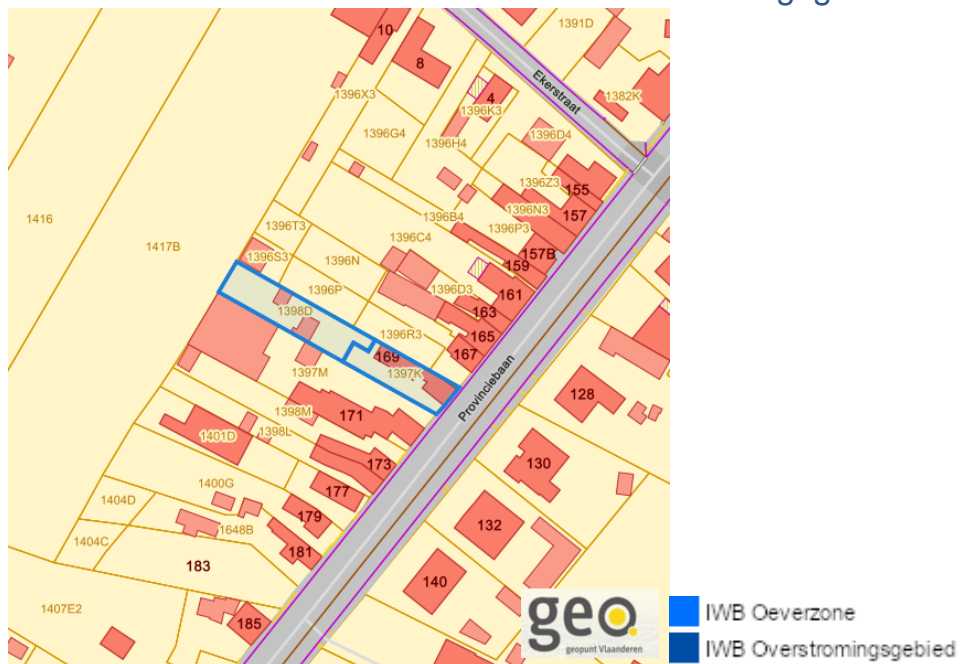 10
1391D
8
Ekerstraat
1382K
1396X3
4
1396K3
1396G4
1396H4
1396D4
1396Z3
155
1396N3
157
1416
1396B4
1396P3
1396T3
1417B
1396C4
157B
1396S3
1396N
159
1396P
1396D3
161
1398D
163
1396R3
165
169
167
1397M
1397K
Provinciebaan
128
1398M
171
1401D
1398L
173
130
1400G
177
1404D
179
132
1648B
1404C
181
183
140
1407E2
185
geo.
geopunt Vlaanderen
IWB Oeverzone
IWB Overstromingsgebied